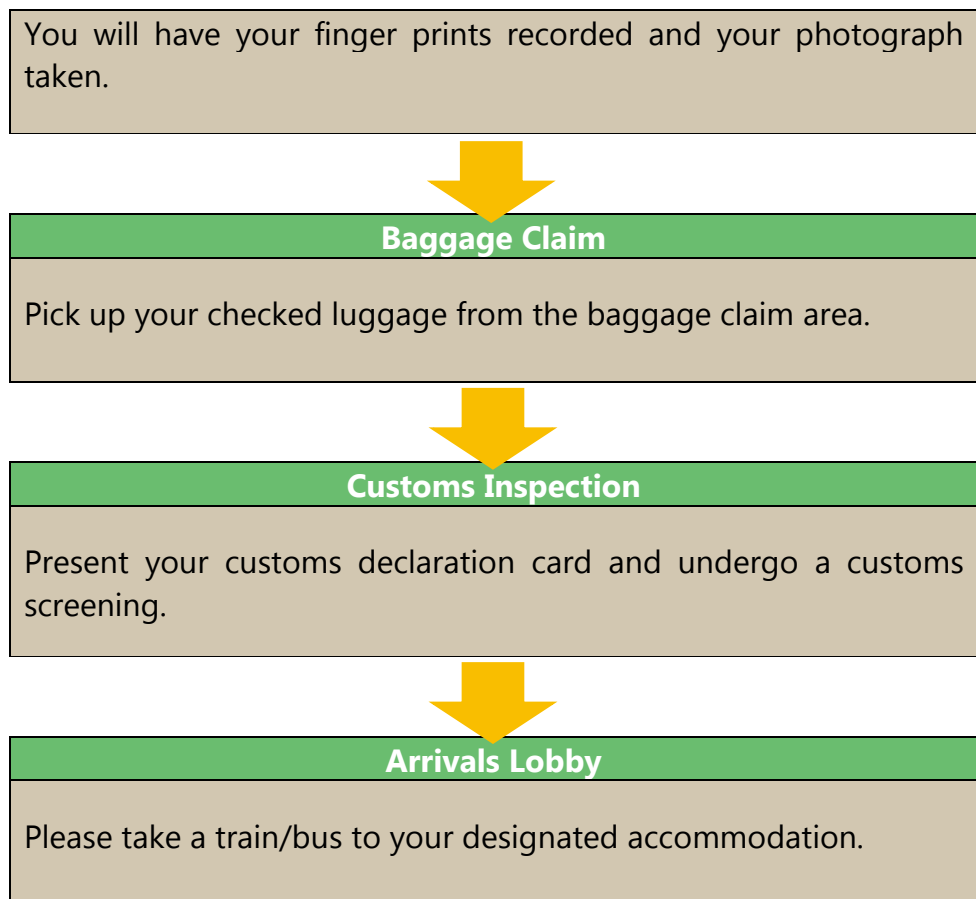 You will have your finger prints recorded and your photograph
taken.
Baggage Claim
Pick up your checked luggage from the baggage claim area.
Customs Inspection
Present your customs declaration card and undergo a customs
screening.
Arrivals Lobby
Please take a train/bus to your designated accommodation.